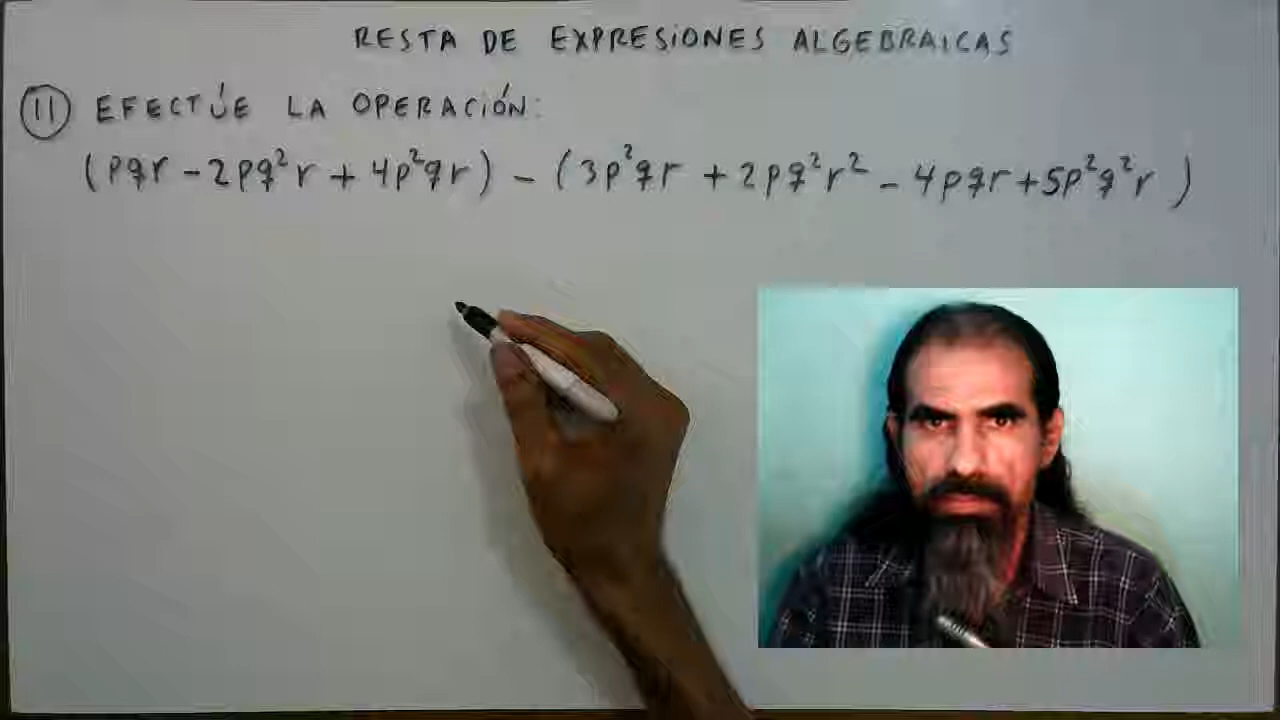 RESTA DE EXPRESIONES ALGEBRAICAS
11 EFECTÚE LA OPERACIÓN:
(pqr - 2pq²r + 4p²qr) - (3p²qr + 2pq²r² - 4pqr + 5p²q²r)